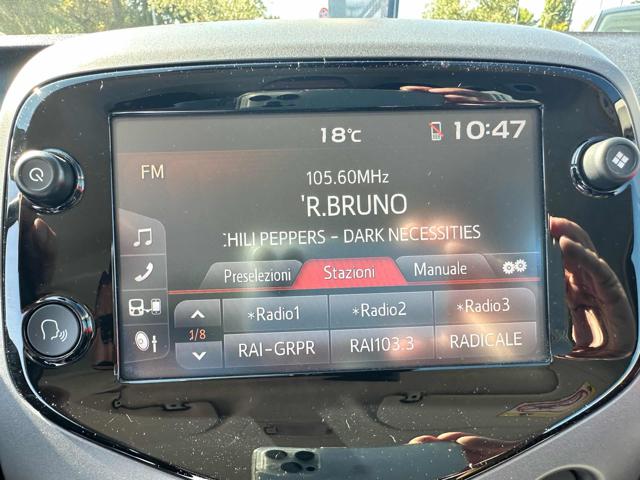 18°C 10:47
FM
105.60MHz
'R.BRUNO
CHILI PEPPERS - DARK NECESSITIES
Preselezioni Stazioni Manuale
1/8 *Radio1 *Radio2 *Radio3
RAI-GRPR RAI103.3 RADICALE